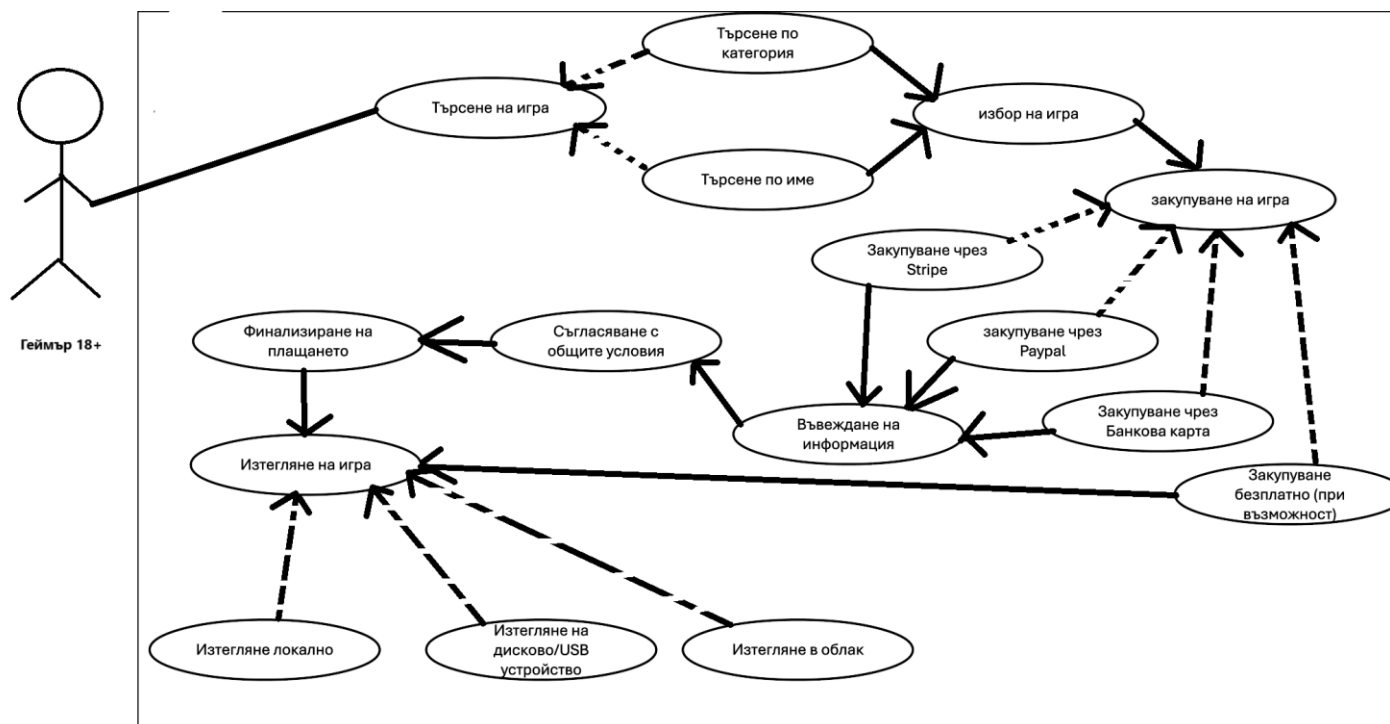 Търсене по
категория
Търсене на игра
избор на игра
Търсене по име
закупуване на игра
Закупуване чрез
Stripe
Геймър 18+
Финализиране на
плащането
Съгласяване с
общите условия
закупуване чрез
Paypal
Въвеждане на
информация
Закупуване чрез
Банкова карта
Изтегляне на игра
Закупуване
безплатно (при
възможност)
Изтегляне локално
Изтегляне на
дисково/USB
устройство
Изтегляне в облак